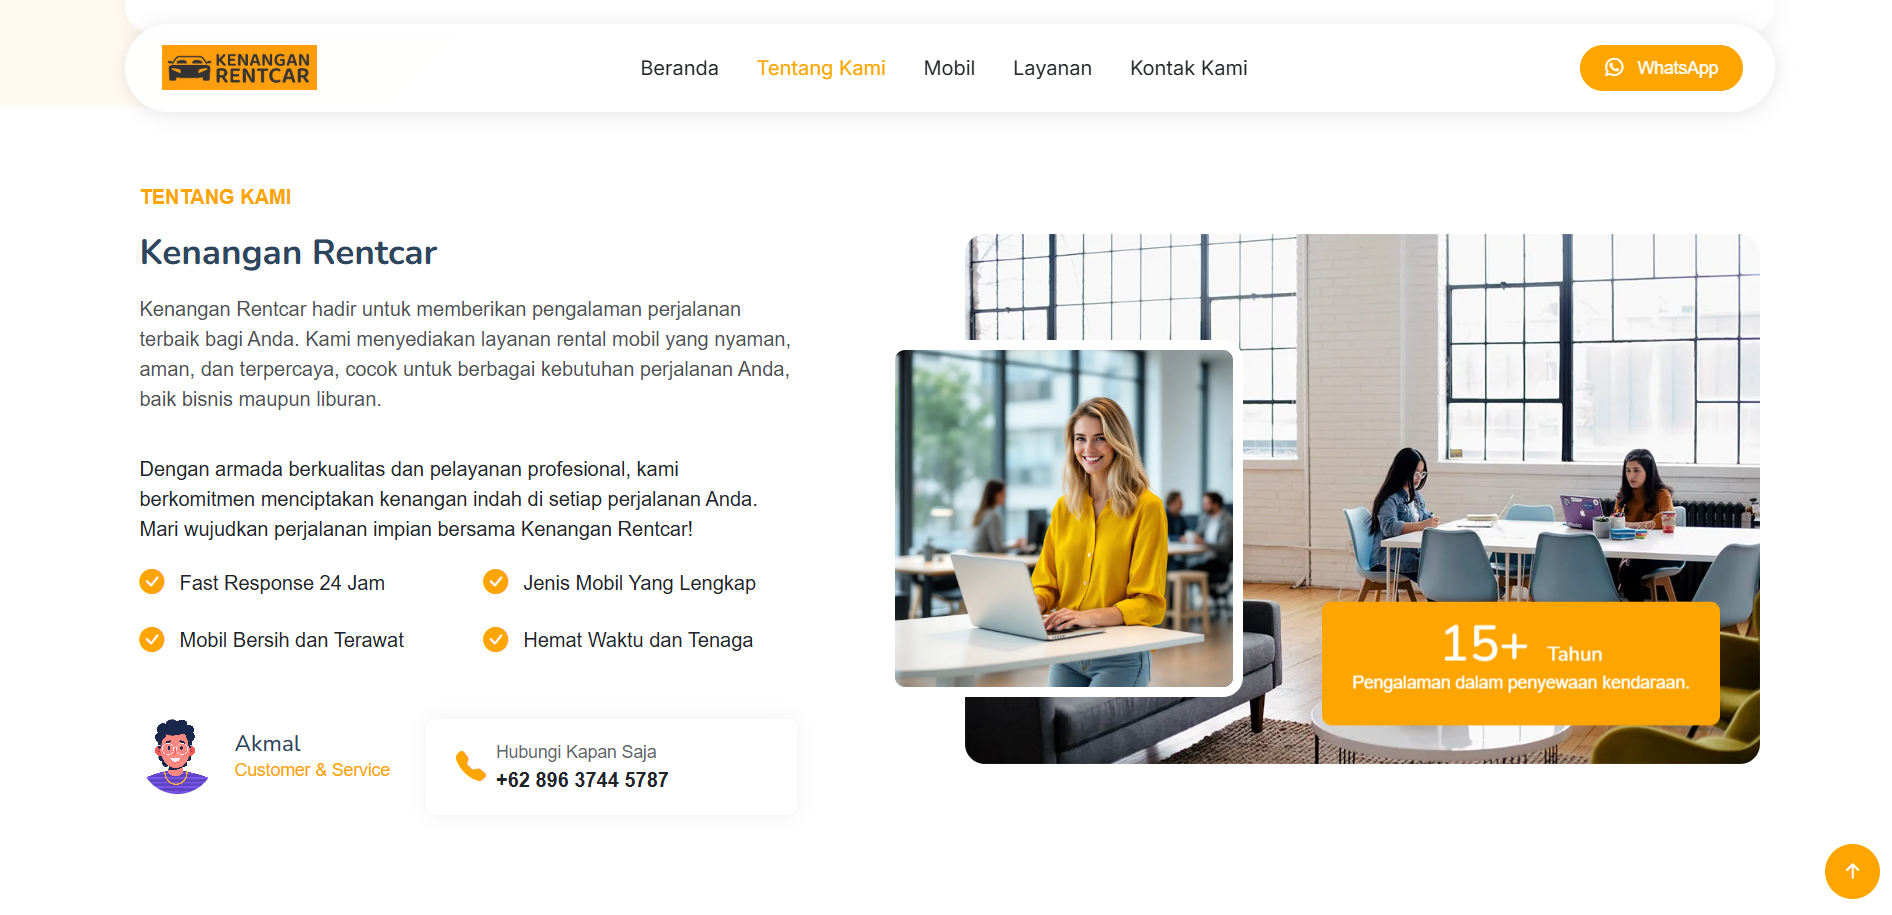 KENANGAN
RENTCAR
Beranda
Tentang Kami
Mobil
Layanan
Kontak Kami
WhatsApp
TENTANG KAMI
Kenangan Rentcar
Kenangan Rentcar hadir untuk memberikan pengalaman perjalanan
terbaik bagi Anda. Kami menyediakan layanan rental mobil yang nyaman,
aman, dan terpercaya, cocok untuk berbagai kebutuhan perjalanan Anda,
baik bisnis maupun liburan.
Dengan armada berkualitas dan pelayanan profesional, kami
berkomitmen menciptakan kenangan indah di setiap perjalanan Anda.
Mari wujudkan perjalanan impian bersama Kenangan Rentcar!
Fast Response 24 Jam
Jenis Mobil Yang Lengkap
Mobil Bersih dan Terawat
Hemat Waktu dan Tenaga
Akmal
Customer & Service
Hubungi Kapan Saja
+62 896 3744 5787
15+ Tahun
Pengalaman dalam penyewaan kendaraan.